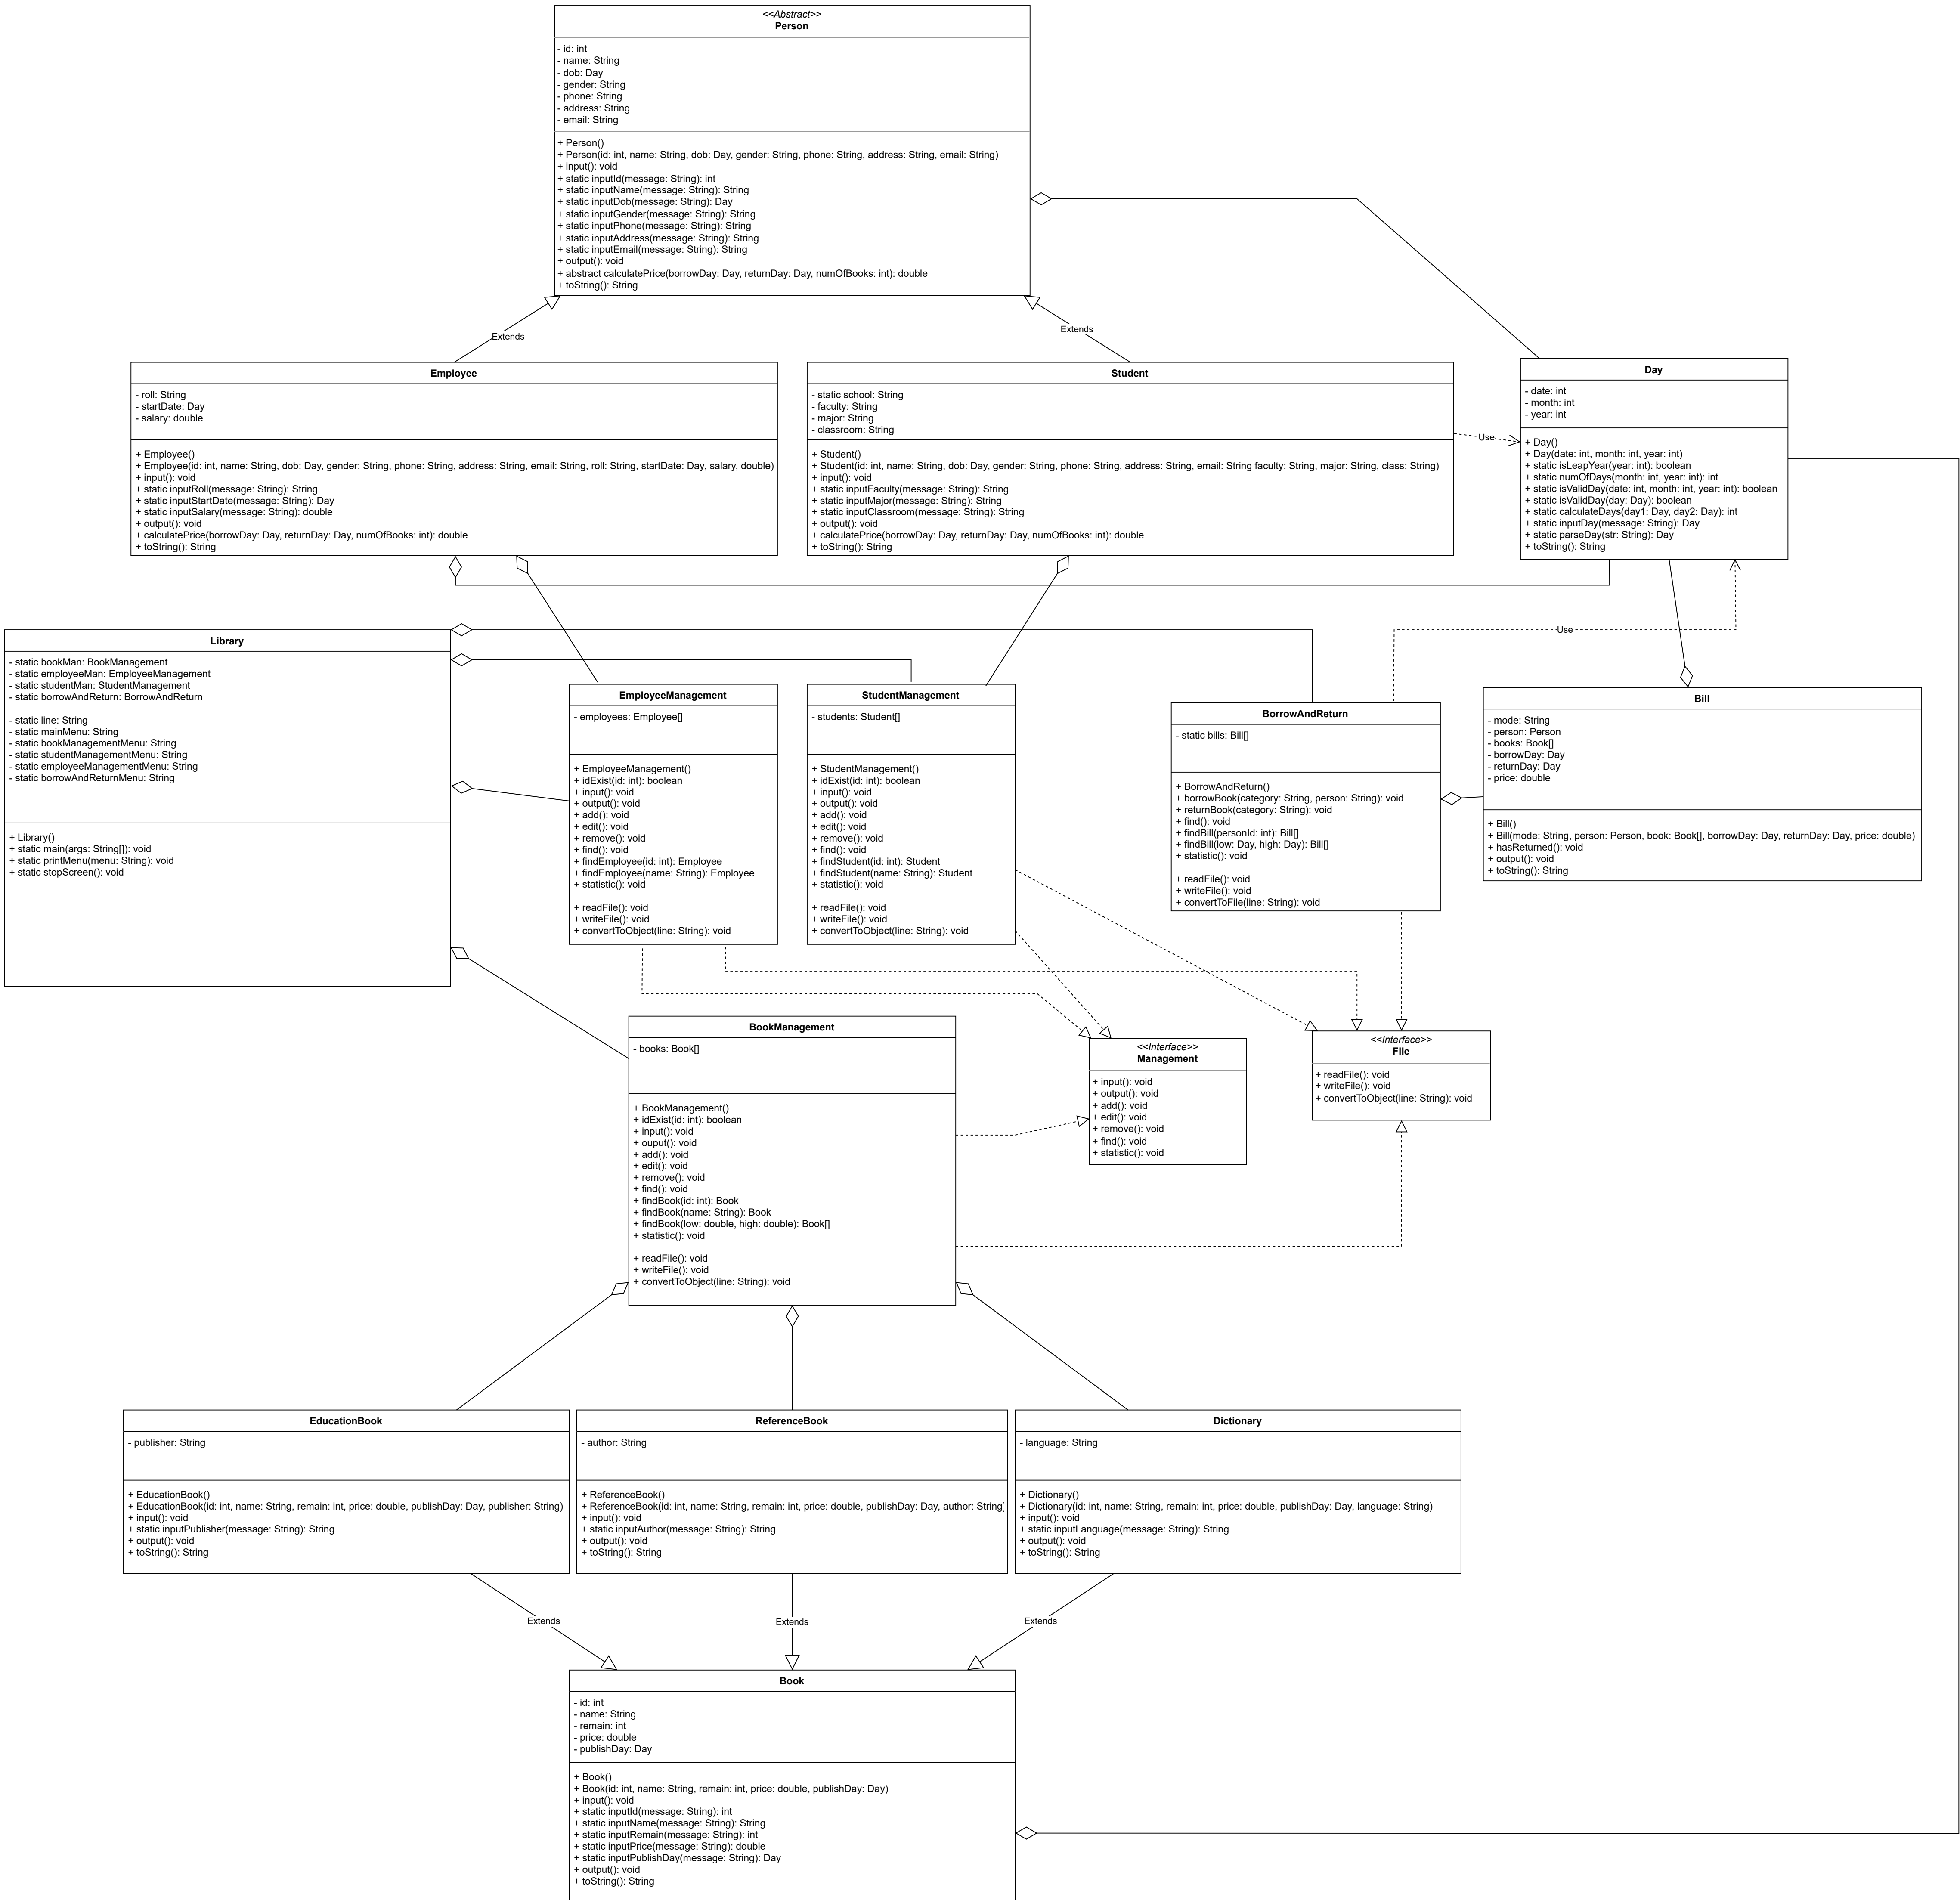 <<Abstract>>
Person
- id: int
- name: String
- dob: Day
- gender: String
- phone: String
- address: String
- email: String
+ Person()
+ Person(id: int, name: String, dob: Day, gender: String, phone: String, address: String, email: String)
+ input(): void
+ static inputId(message: String): int
+ static inputName(message: String): String
+ static inputDob(message: String): Day
+ static inputGender(message: String): String
+ static inputPhone(message: String): String
+ static inputAddress(message: String): String
+ static inputEmail(message: String): String
+ output(): void
+ abstract calculatePrice(borrowDay: Day, returnDay: Day, numOfBooks: int): double
+ toString(): String
Extends
Extends
Employee
- roll: String
- startDate: Day
- salary: double
+ Employee()
+ Employee(id: int, name: String, dob: Day, gender: String, phone: String, address: String, email: String, roll: String, startDate: Day, salary, double)
+ input(): void
+ static inputRoll(message: String): String
+ static inputStartDate(message: String): Day
+ static inputSalary(message: String): double
+ output(): void
+ calculatePrice(borrowDay: Day, returnDay: Day, numOfBooks: int): double
+ toString(): String
Student
- static school: String
- faculty: String
- major: String
- classroom: String
+ Student()
+ Student(id: int, name: String, dob: Day, gender: String, phone: String, address: String, email: String faculty: String, major: String, class: String)
+ input(): void
+ static inputFaculty(message: String): String
+ static inputMajor(message: String): String
+ static inputClassroom(message: String): String
+ output(): void
+ calculatePrice(borrowDay: Day, returnDay: Day, numOfBooks: int): double
+ toString(): String
Use
Day
- date: int
- month: int
- year: int
+ Day()
+ Day(date: int, month: int, year: int)
+ static isLeapYear(year: int): boolean
+ static numOfDays(month: int, year: int): int
+ static isValidDay(date: int, month: int, year: int): boolean
+ static isValidDay(day: Day): boolean
+ static calculateDays(day1: Day, day2: Day): int
+ static inputDay(message: String): Day
+ static parseDay(str: String): Day
+ toString(): String
Use
Library
- static bookMan: BookManagement
- static employeeMan: EmployeeManagement
- static studentMan: StudentManagement
- static borrowAndReturn: BorrowAndReturn
- static line: String
- static mainMenu: String
- static bookManagementMenu: String
- static studentManagementMenu: String
- static employeeManagementMenu: String
- static borrowAndReturnMenu: String
+ Library()
+ static main(args: String[]): void
+ static printMenu(menu: String): void
+ static stopScreen(): void
EmployeeManagement
- employees: Employee[]
+ EmployeeManagement()
+ idExist(id: int): boolean
+ input(): void
+ output(): void
+ add(): void
+ edit(): void
+ remove(): void
+ find(): void
+ findEmployee(id: int): Employee
+ findEmployee(name: String): Employee
+ statistic(): void
+ readFile(): void
+ writeFile(): void
+ convertToObject(line: String): void
StudentManagement
- students: Student[]
+ StudentManagement()
+ idExist(id: int): boolean
+ input(): void
+ output(): void
+ add(): void
+ edit(): void
+ remove(): void
+ find(): void
+ findStudent(id: int): Student
+ findStudent(name: String): Student
+ statistic(): void
+ readFile(): void
+ writeFile(): void
+ convertToObject(line: String): void
BorrowAndReturn
- static bills: Bill[]
+ BorrowAndReturn()
+ borrowBook(category: String, person: String): void
+ returnBook(category: String): void
+ find(): void
+ findBill(personId: int): Bill[]
+ findBill(low: Day, high: Day): Bill[]
+ statistic(): void
+ readFile(): void
+ writeFile(): void
+ convertToFile(line: String): void
Bill
- mode: String
- person: Person
- books: Book[]
- borrowDay: Day
- returnDay: Day
- price: double
+ Bill()
+ Bill(mode: String, person: Person, book: Book[], borrowDay: Day, returnDay: Day, price: double)
+ hasReturned(): void
+ output(): void
+ toString(): String
BookManagement
- books: Book[]
+ BookManagement()
+ idExist(id: int): boolean
+ input(): void
+ ouput(): void
+ add(): void
+ edit(): void
+ remove(): void
+ find(): void
+ findBook(id: int): Book
+ findBook(name: String): Book
+ findBook(low: double, high: double): Book[]
+ statistic(): void
+ readFile(): void
+ writeFile(): void
+ convertToObject(line: String): void
<<Interface>>
Management
+ input(): void
+ output(): void
+ add(): void
+ edit(): void
+ remove(): void
+ find(): void
+ statistic(): void
<<Interface>>
File
+ readFile(): void
+ writeFile(): void
+ convertToObject(line: String): void
EducationBook
- publisher: String
+ EducationBook()
+ EducationBook(id: int, name: String, remain: int, price: double, publishDay: Day, publisher: String)
+ input(): void
+ static inputPublisher(message: String): String
+ output(): void
+ toString(): String
ReferenceBook
- author: String
+ ReferenceBook()
+ ReferenceBook(id: int, name: String, remain: int, price: double, publishDay: Day, author: String)
+ input(): void
+ static inputAuthor(message: String): String
+ output(): void
+ toString(): String
Dictionary
- language: String
+ Dictionary()
+ Dictionary(id: int, name: String, remain: int, price: double, publishDay: Day, language: String)
+ input(): void
+ static inputLanguage(message: String): String
+ output(): void
+ toString(): String
Extends
Extends
Extends
Book
- id: int
- name: String
- remain: int
- price: double
- publishDay: Day
+ Book()
+ Book(id: int, name: String, remain: int, price: double, publishDay: Day)
+ input(): void
+ static inputId(message: String): int
+ static inputName(message: String): String
+ static inputRemain(message: String): int
+ static inputPrice(message: String): double
+ static inputPublishDay(message: String): Day
+ output(): void
+ toString(): String